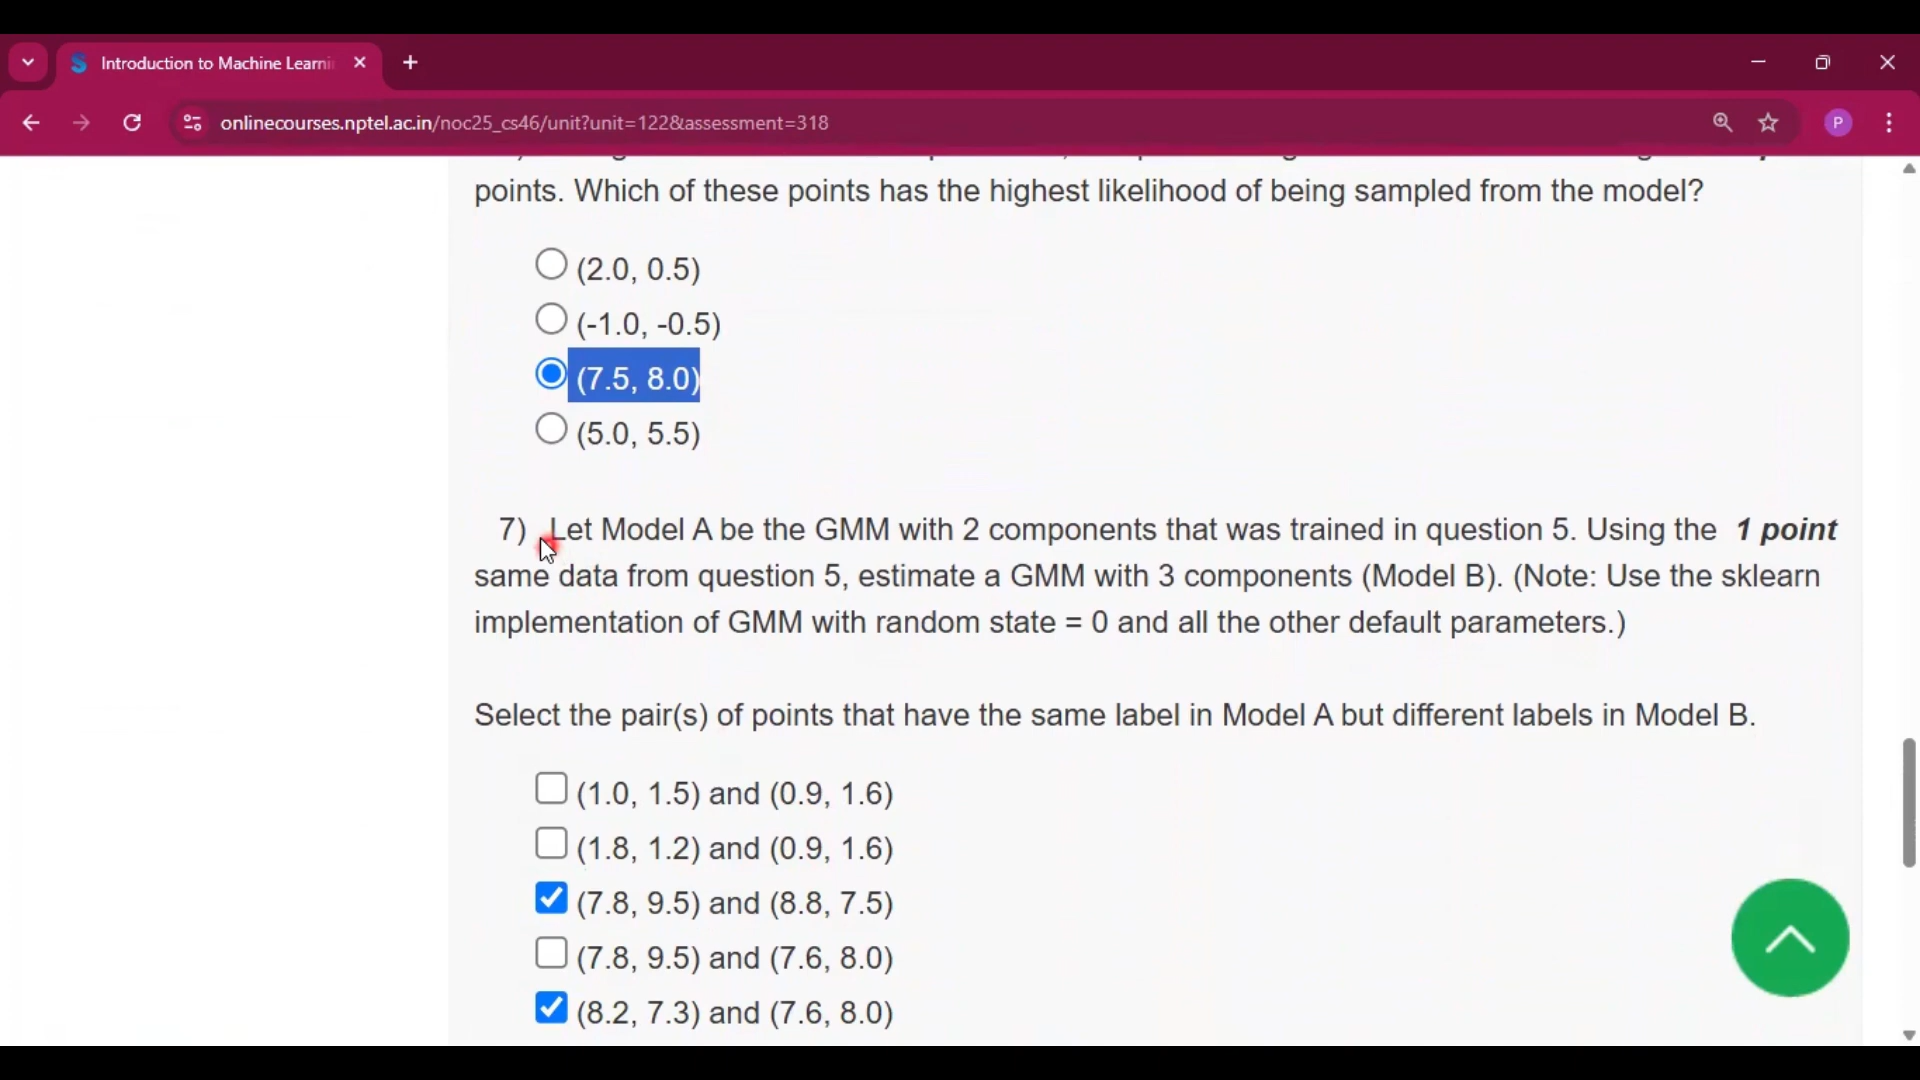 Introduction to Machine Learni
onlinecourses.nptel.ac.in/noc25_cs46/unit?unit=122&assessment=318
P
points. Which of these points has the highest likelihood of being sampled from the model?
(2.0, 0.5)
(-1.0, -0.5)
(7.5, 8.0)
(5.0, 5.5)
7) Let Model A be the GMM with 2 components that was trained in question 5. Using the 1 point
same data from question 5, estimate a GMM with 3 components (Model B). (Note: Use the sklearn
implementation of GMM with random state = 0 and all the other default parameters.)
Select the pair(s) of points that have the same label in Model A but different labels in Model B.
(1.0, 1.5) and (0.9, 1.6)
(1.8, 1.2) and (0.9, 1.6)
(7.8, 9.5) and (8.8, 7.5)
(7.8, 9.5) and (7.6, 8.0)
(8.2, 7.3) and (7.6, 8.0)